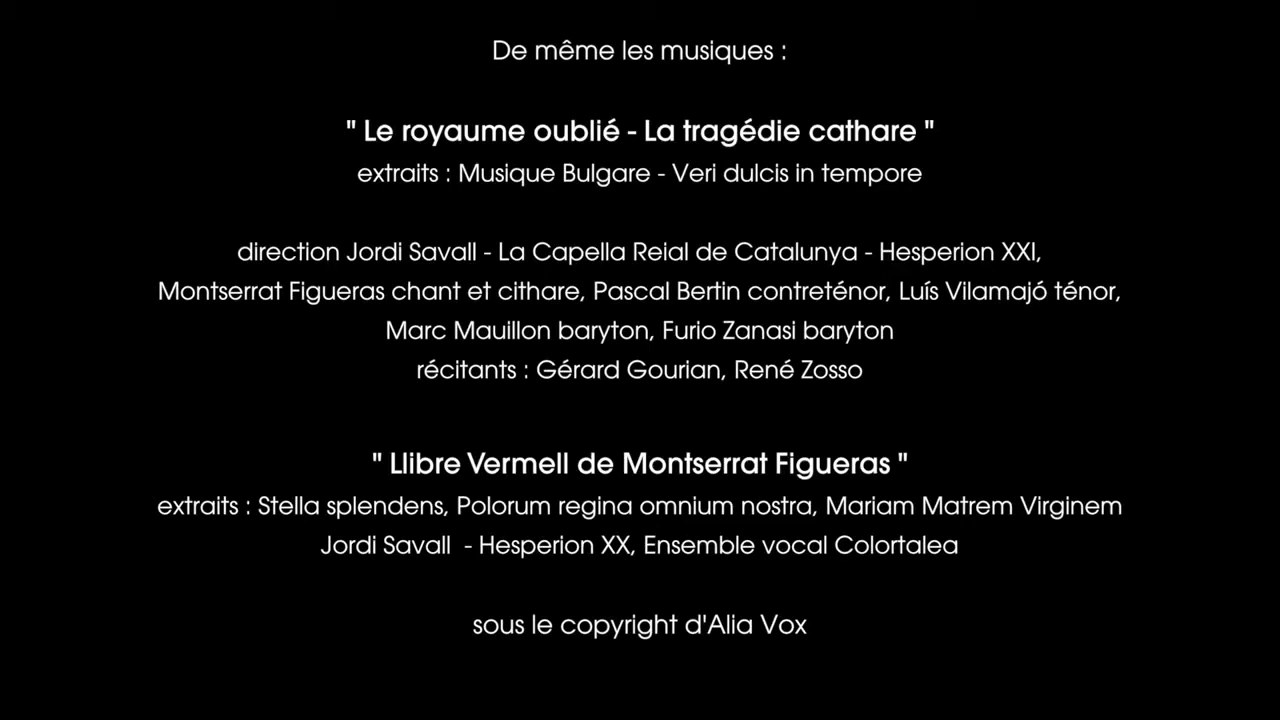 De même les musiques :
" Le royaume oublié - La tragédie cathare "
extraits : Musique Bulgare - Veri dulcis in tempore
direction Jordi Savall - La Capella Reial de Catalunya - Hesperion XXI,
Montserrat Figueras chant et cithare, Pascal Bertin contreténor, Luís Vilamajó ténor,
Marc Mauillon baryton, Furio Zanasi baryton
récitants : Gérard Gourian, René Zosso
" Llibre Vermell de Montserrat Figueras "
extraits : Stella splendens, Polorum regina omnium nostra, Mariam Matrem Virginem
Jordi Savall  - Hesperion XX, Ensemble vocal Colortalea
sous le copyright d'Alia Vox